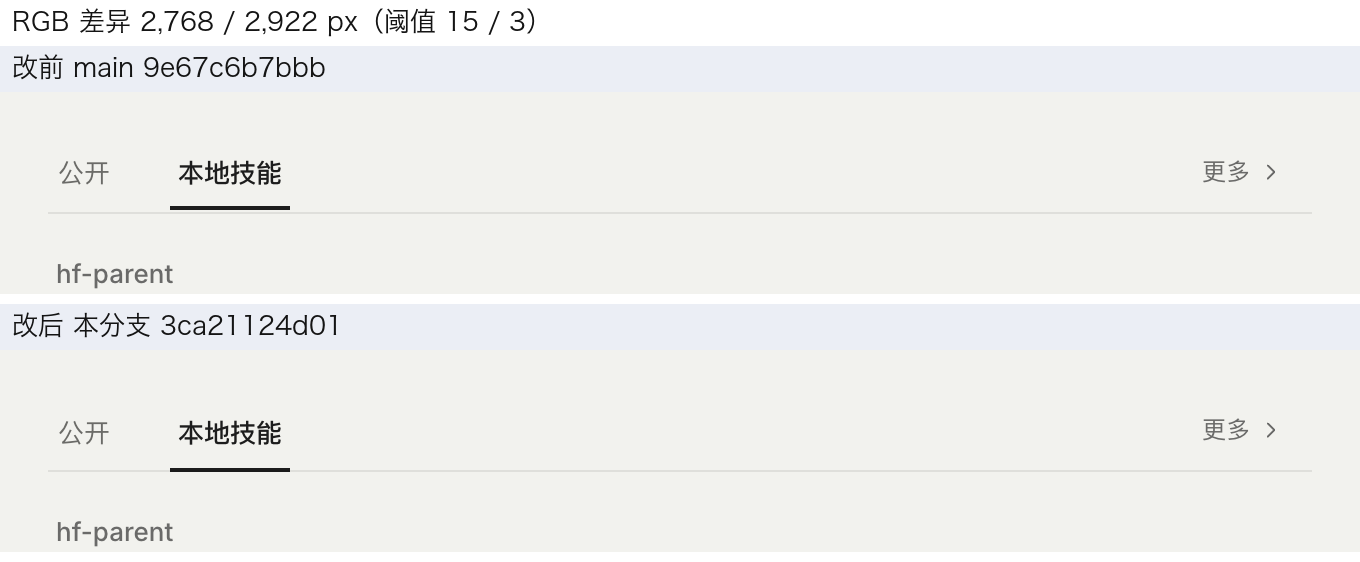 RGB 差异 2,768 / 2,922 px（阈值 15 / 3）
改前 main 9e67c6b7bbb
公开 本地技能 更多 >
hf-parent
改后 本分支 3ca21124d01
公开 本地技能 更多 >
hf-parent